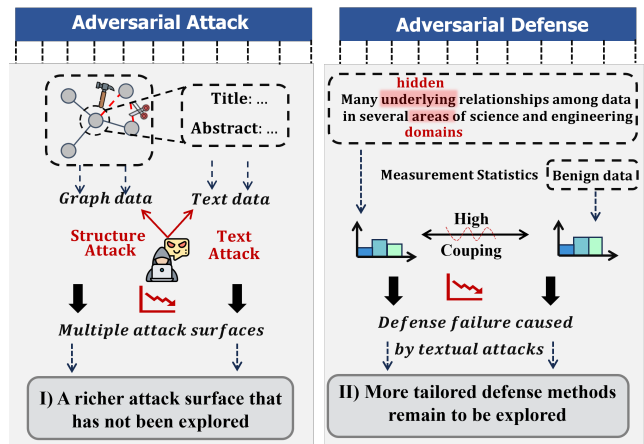 Adversarial Attack
Title: ...
Abstract: ...
Graph data
Text data
Structure
Attack
Text
Attack
Multiple attack surfaces
I) A richer attack surface that
has not been explored
Adversarial Defense
hidden
Many underlying relationships among data
in several areas of science and engineering
domains
Measurement Statistics
Benign data
High
Couping
Defense failure caused
by textual attacks
II) More tailored defense methods
remain to be explored